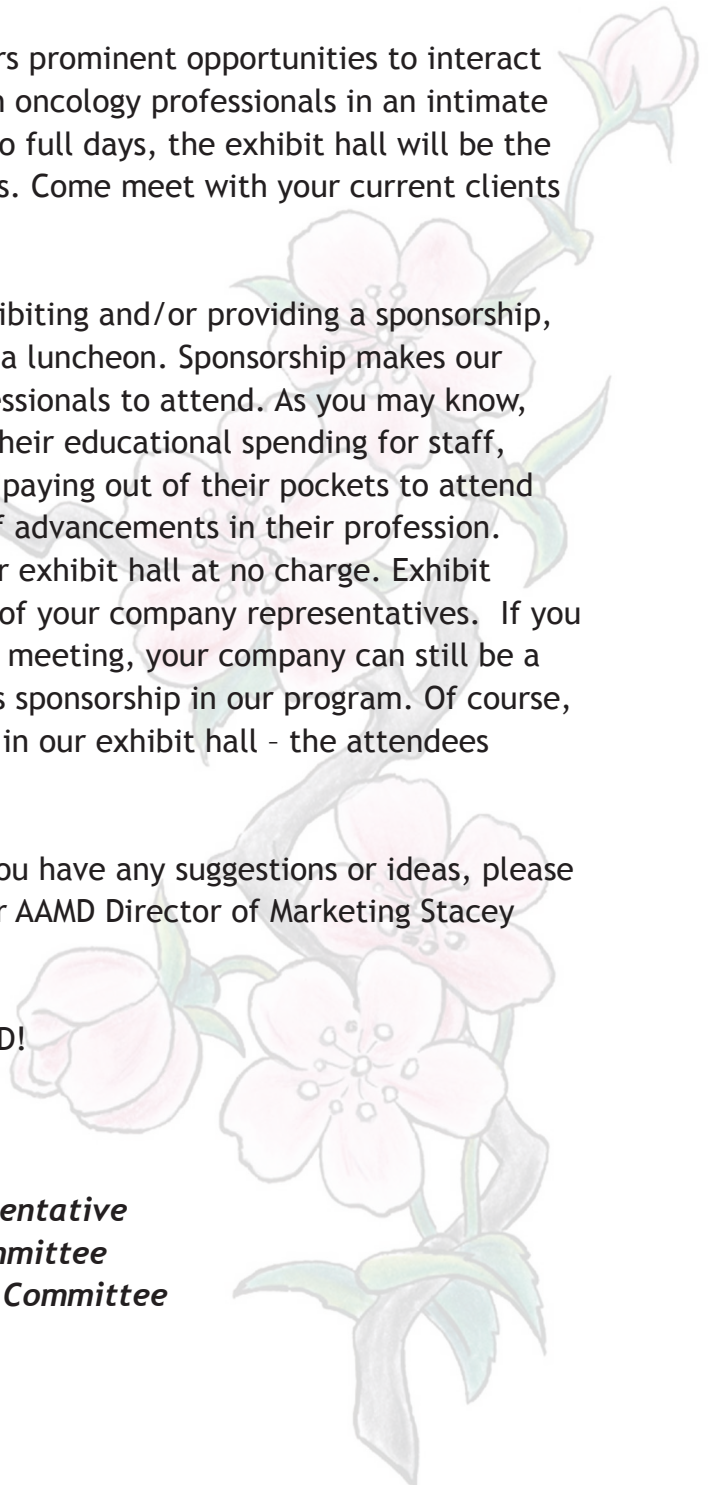 rs prominent opportunities to interact
n oncology professionals in an intimate
o full days, the exhibit hall will be the
s. Come meet with your current clients
ibiting and/or providing a sponsorship,
a luncheon. Sponsorship makes our
essionals to attend. As you may know,
heir educational spending for staff,
paying out of their pockets to attend
f advancements in their profession.
r exhibit hall at no charge. Exhibit
of your company representatives.  If you
meeting, your company can still be a
s sponsorship in our program. Of course,
in our exhibit hall – the attendees
ou have any suggestions or ideas, please
r AAMD Director of Marketing Stacey
D!
entative
mmittee
Committee